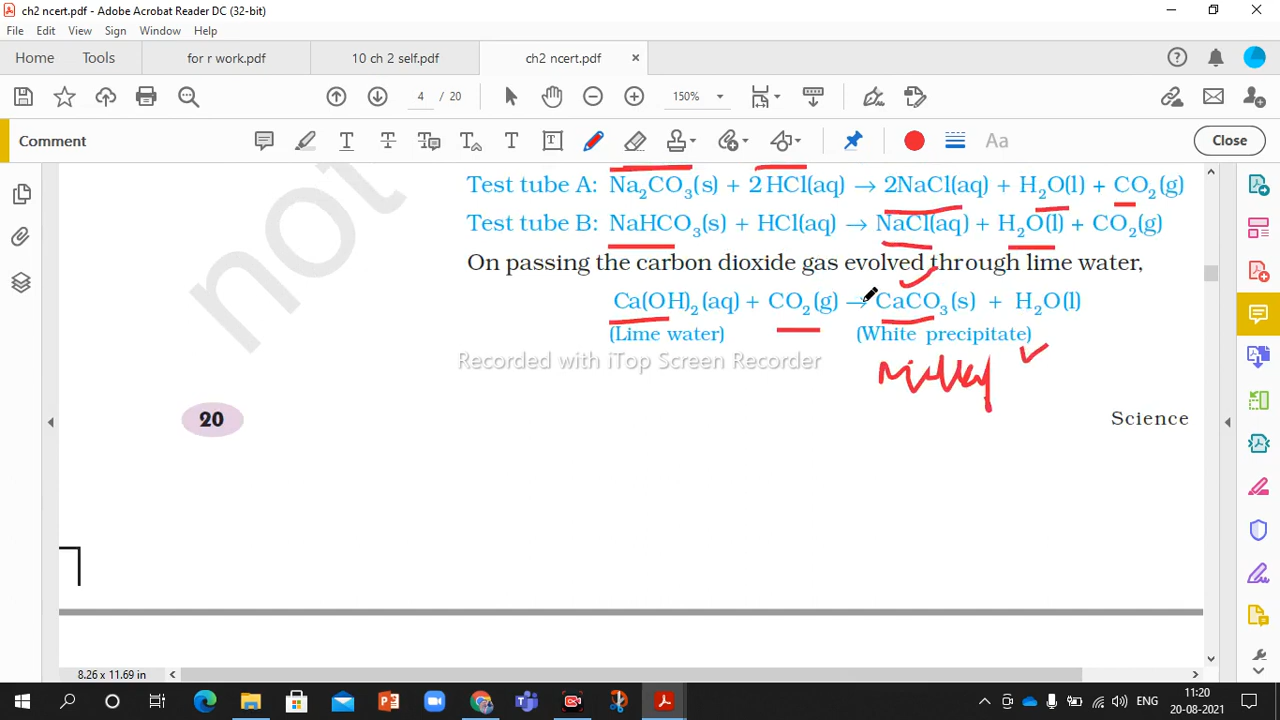 ch2 ncert.pdf - Adobe Acrobat Reader DC (32-bit)
File Edit View Sign Window Help
Home Tools for r work.pdf 10 ch 2 self.pdf ch2 ncert.pdf
4 / 20 150%
Comment Aa Close
Test tube A: Na₂CO₃(s) + 2 HCl(aq) → 2NaCl(aq) + H₂O(l) + CO₂(g)
Test tube B: NaHCO₃(s) + HCl(aq) → NaCl(aq) + H₂O(l) + CO₂(g)
On passing the carbon dioxide gas evolved through lime water,
Ca(OH)₂(aq) + CO₂(g) → CaCO₃(s) + H₂O(l)
(Lime water) (White precipitate)
Recorded with iTop Screen Recorder
Milky
not
20 Science
8.26 x 11.69 in
ENG 11:20
20-08-2021